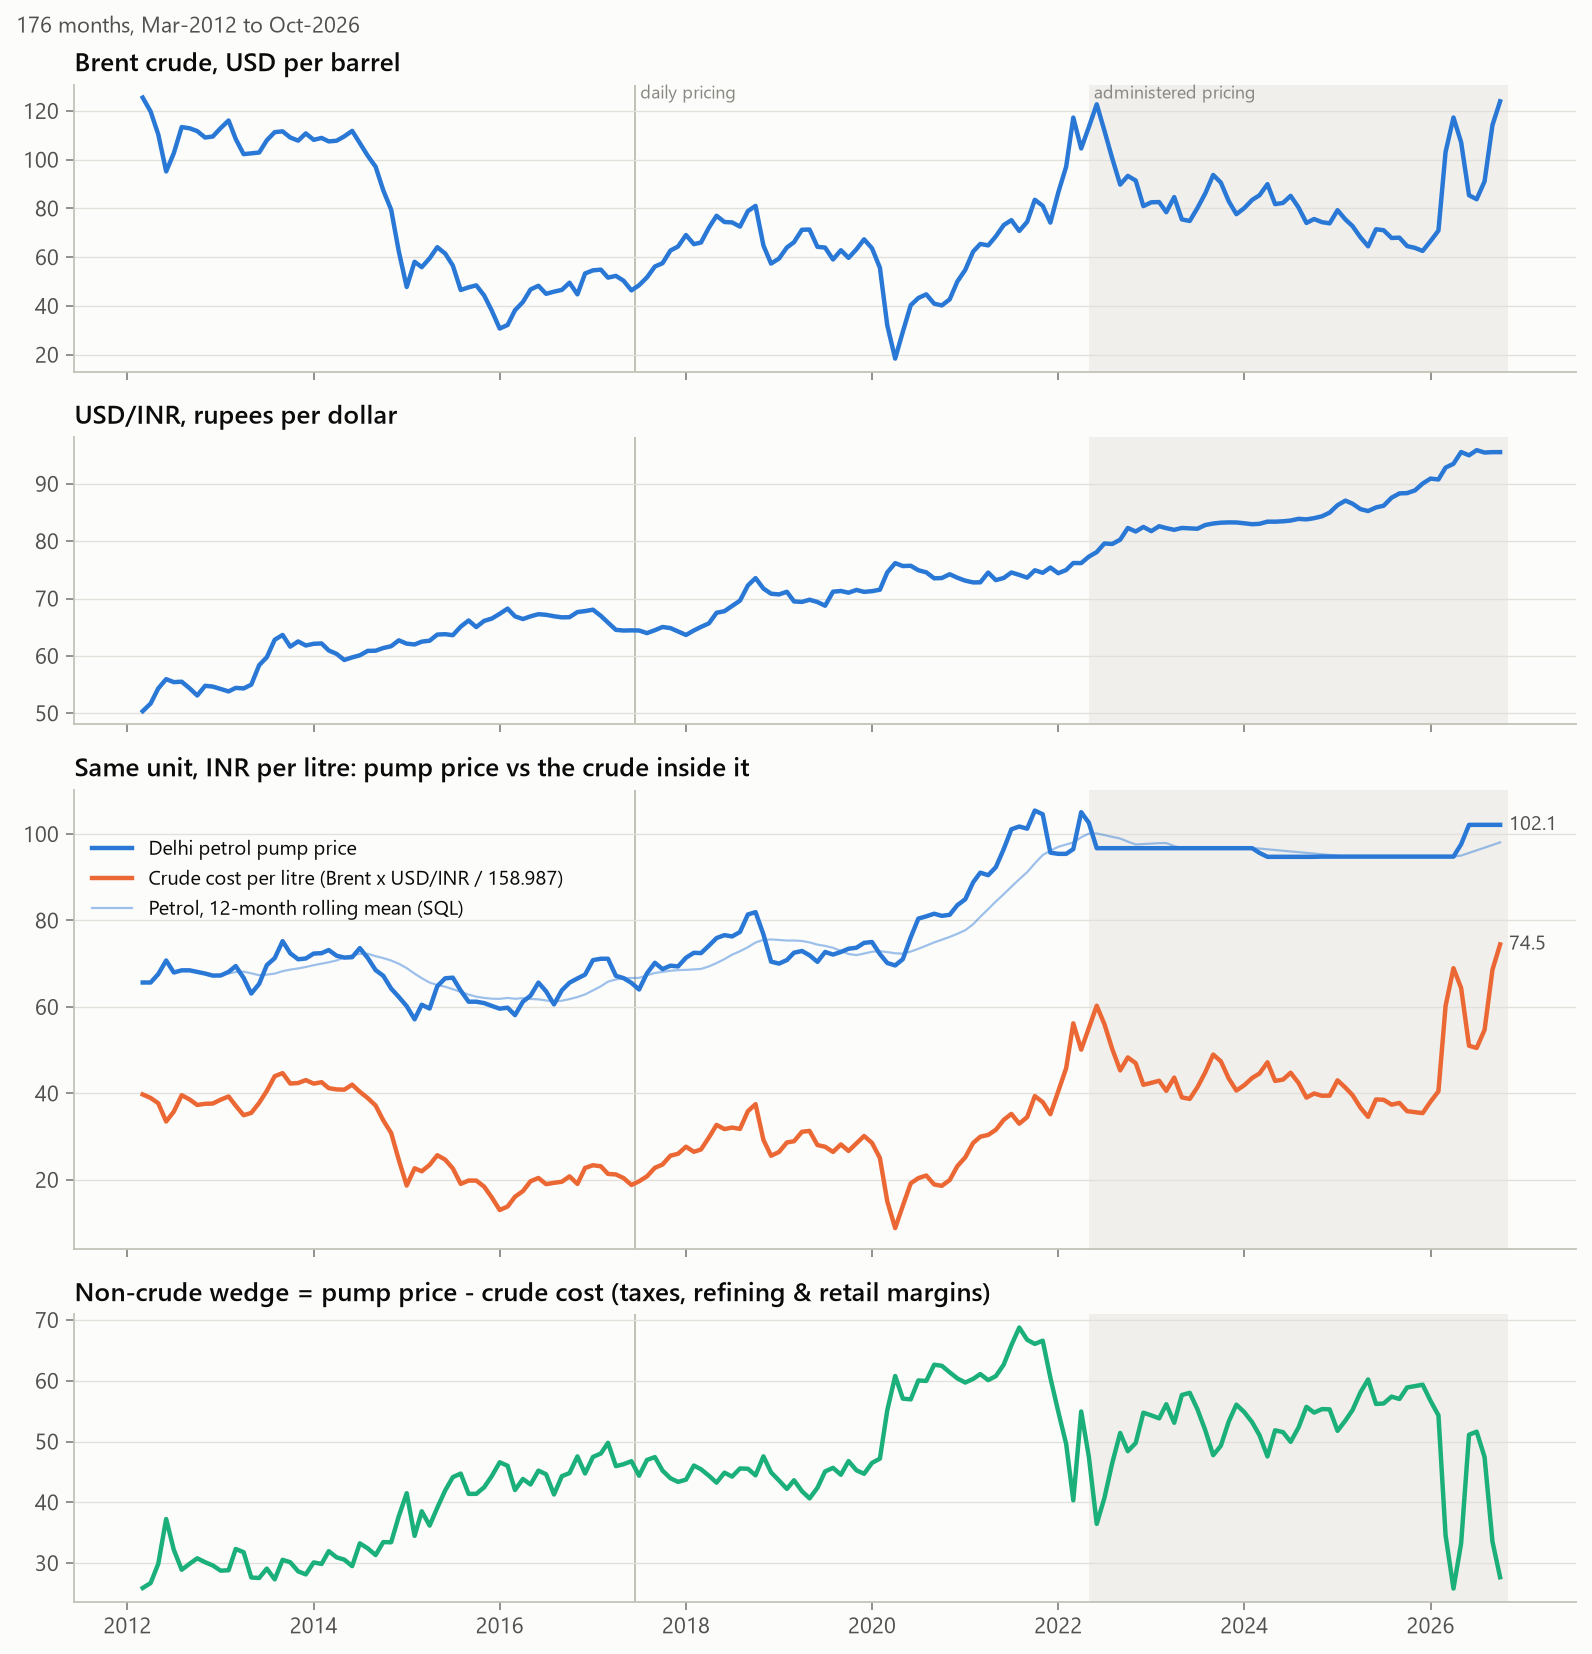 176 months, Mar-2012 to Oct-2026
Brent crude, USD per barrel
daily pricing
administered pricing
120
100
80
60
40
20
USD/INR, rupees per dollar
90
80
70
60
50
Same unit, INR per litre: pump price vs the crude inside it
100
80
60
40
20
Delhi petrol pump price
Crude cost per litre (Brent x USD/INR / 158.987)
Petrol, 12-month rolling mean (SQL)
102.1
74.5
Non-crude wedge = pump price - crude cost (taxes, refining & retail margins)
70
60
50
40
30
2012 2014 2016 2018 2020 2022 2024 2026